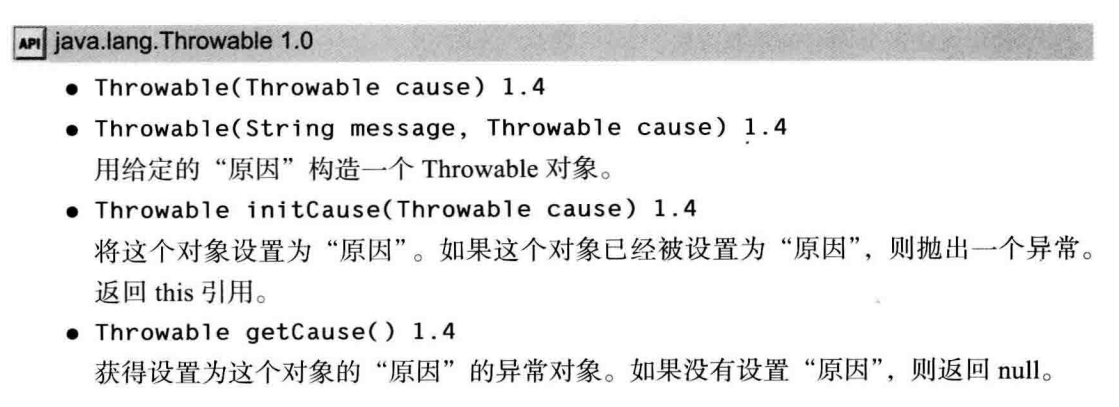 API java.lang.Throwable 1.0
● Throwable(Throwable cause) 1.4
● Throwable(String message, Throwable cause) 1.4
用给定的“原因”构造一个 Throwable 对象。
● Throwable initCause(Throwable cause) 1.4
将这个对象设置为“原因”。如果这个对象已经被设置为“原因”，则抛出一个异常。
返回 this 引用。
● Throwable getCause() 1.4
获得设置为这个对象的“原因”的异常对象。如果没有设置“原因”，则返回 null。